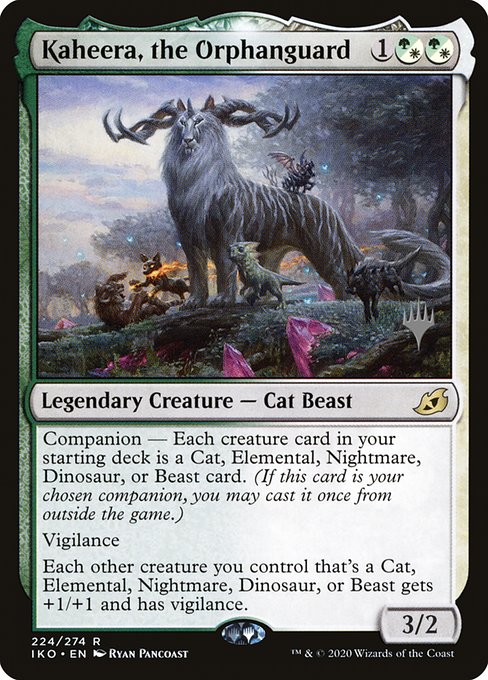 Kaheera, the Orphanguard 1
Legendary Creature — Cat Beast
Companion — Each creature card in your
starting deck is a Cat, Elemental, Nightmare,
Dinosaur, or Beast card. (If this card is your
chosen companion, you may cast it once from
outside the game.)
Vigilance
Each other creature you control that's a Cat,
Elemental, Nightmare, Dinosaur, or Beast gets
+1/+1 and has vigilance.
3/2
224/274 R
IKO • EN Ryan Pancoast
™ & © 2020 Wizards of the Coast